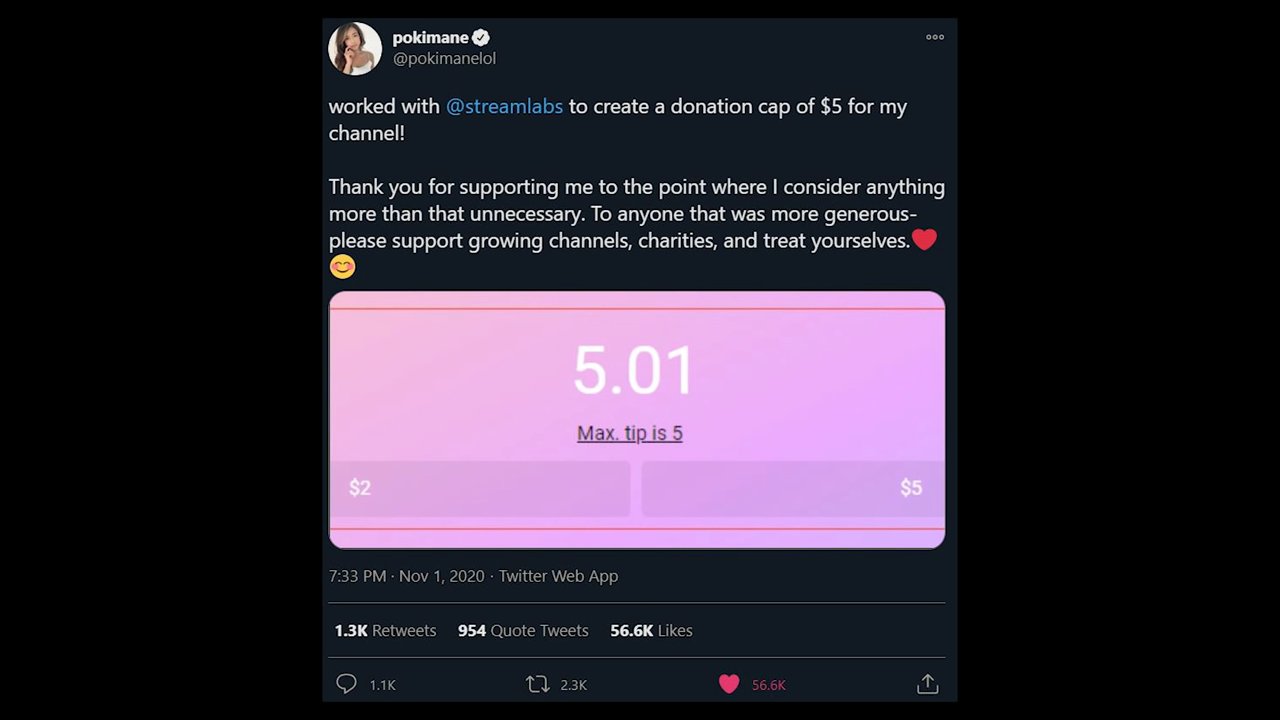 pokimane
@pokimanelol
worked with @streamlabs to create a donation cap of $5 for my
channel!
Thank you for supporting me to the point where I consider anything
more than that unnecessary. To anyone that was more generous-
please support growing channels, charities, and treat yourselves.❤️
😊
5.01
Max. tip is 5
$2 $5
7:33 PM · Nov 1, 2020 · Twitter Web App
1.3K Retweets 954 Quote Tweets 56.6K Likes
1.1K 2.3K 56.6K